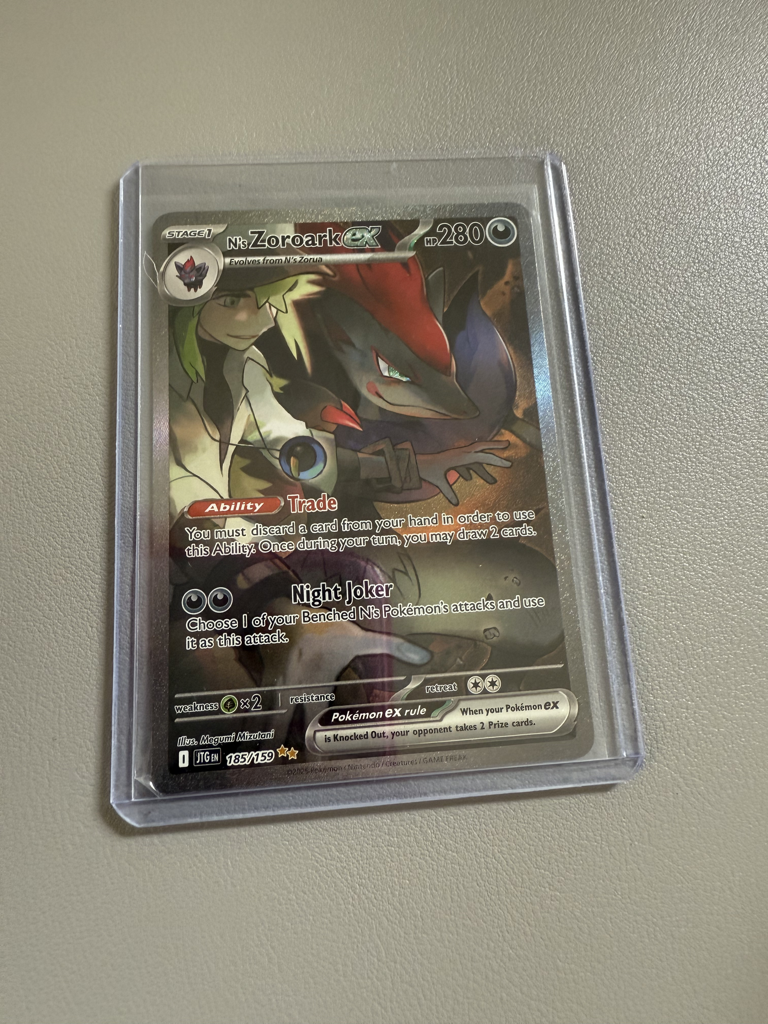 STAGE 1
N's Zoroark ex
HP 280
Evolves from N's Zorua
Ability Trade
You must discard a card from your hand in order to use
this Ability. Once during your turn, you may draw 2 cards.
Night Joker
Choose 1 of your Benched N's Pokémon's attacks and use
it as this attack.
weakness ×2 resistance retreat
Pokémon ex rule When your Pokémon ex
is Knocked Out, your opponent takes 2 Prize cards.
Illus. Megumi Mizutani
I JTG EN 185/159
©2025 Pokémon / Nintendo / Creatures / GAME FREAK